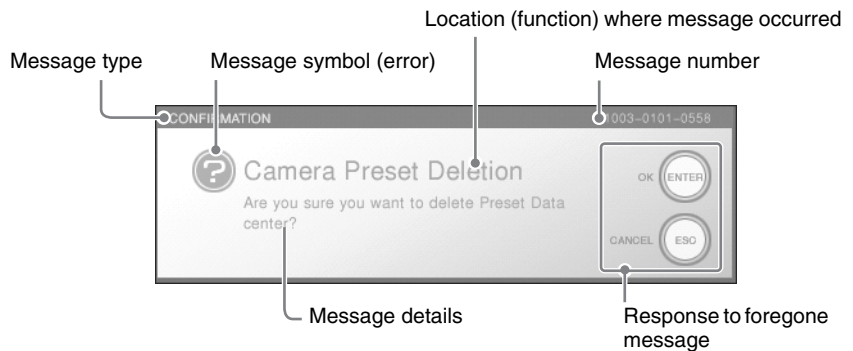 Location (function) where message occurred
Message type
Message symbol (error)
Message number
CONFIRMATION
1003-0101-0558
Camera Preset Deletion
Are you sure you want to delete Preset Data
center?
OK
ENTER
CANCEL
ESC
Message details
Response to foregone
message